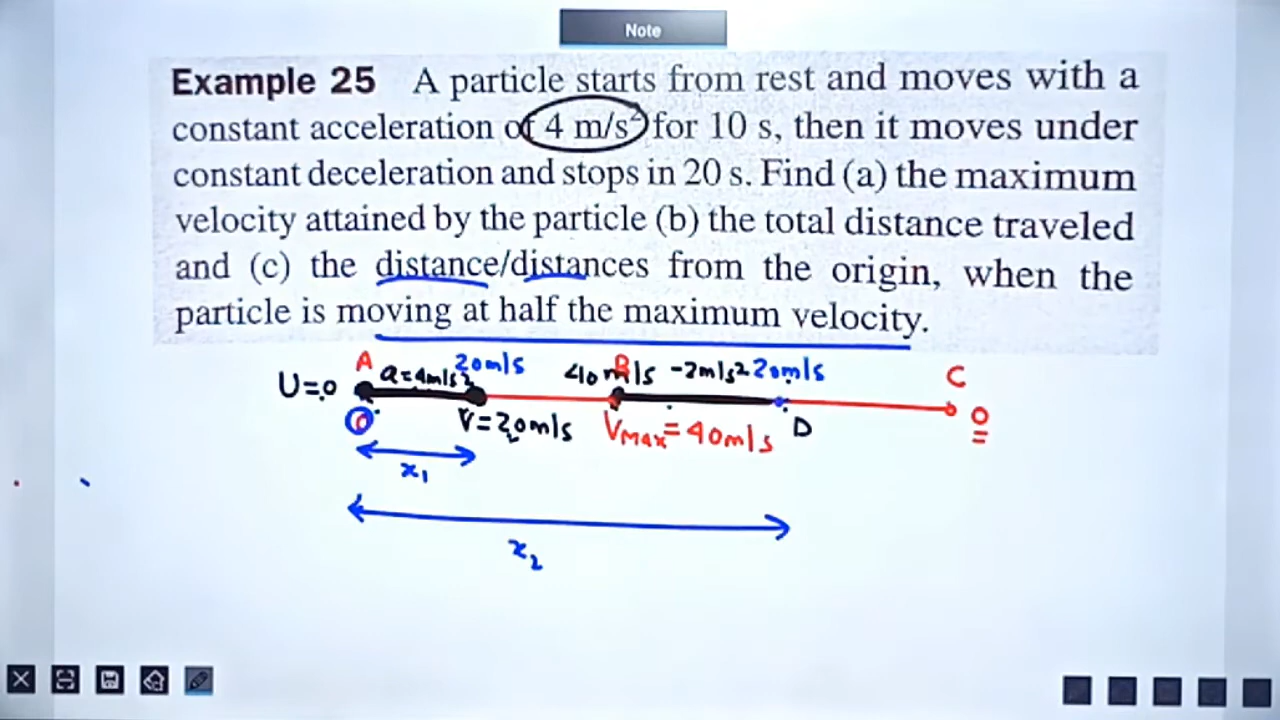 Note
Example 25 A particle starts from rest and moves with a
constant acceleration of 4 m/s² for 10 s, then it moves under
constant deceleration and stops in 20 s. Find (a) the maximum
velocity attained by the particle (b) the total distance traveled
and (c) the distance/distances from the origin, when the
particle is moving at half the maximum velocity.
A 20m/s 40m/s B -2m/s² 20m/s C
U=0 a=4m/s²
O V=20m/s Vmax=40m/s D 0
x₁
x₂